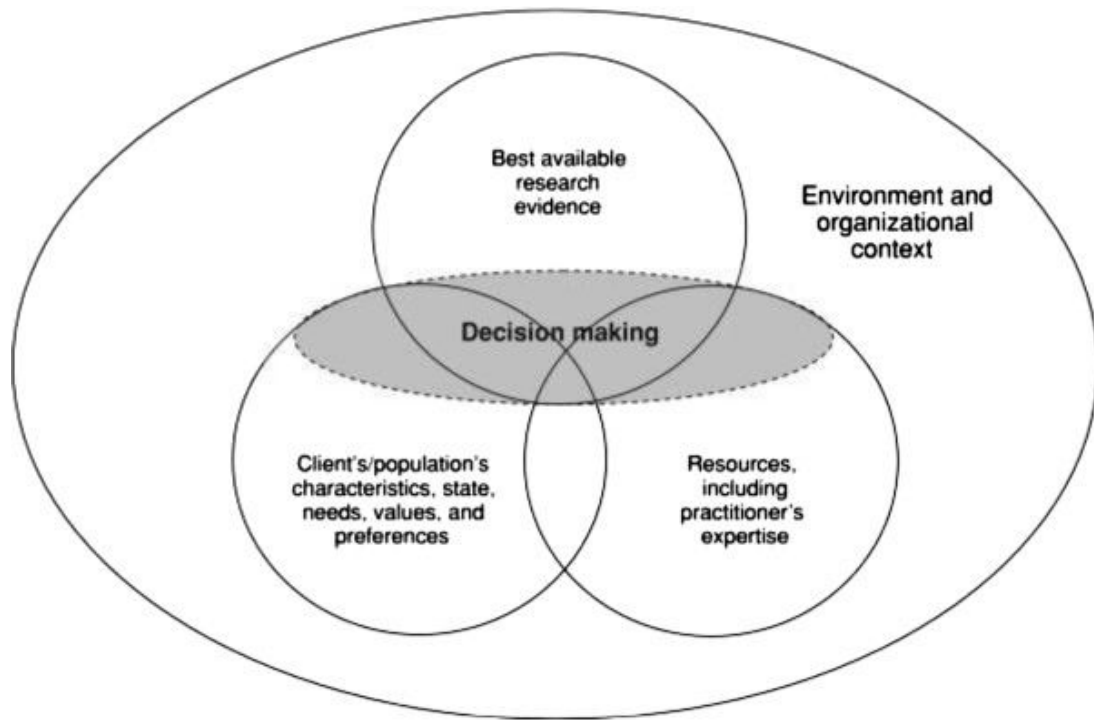 Best available
research
evidence
Environment and
organizational
context
Decision making
Client's/population's
characteristics, state,
needs, values, and
preferences
Resources,
including
practitioner's
expertise